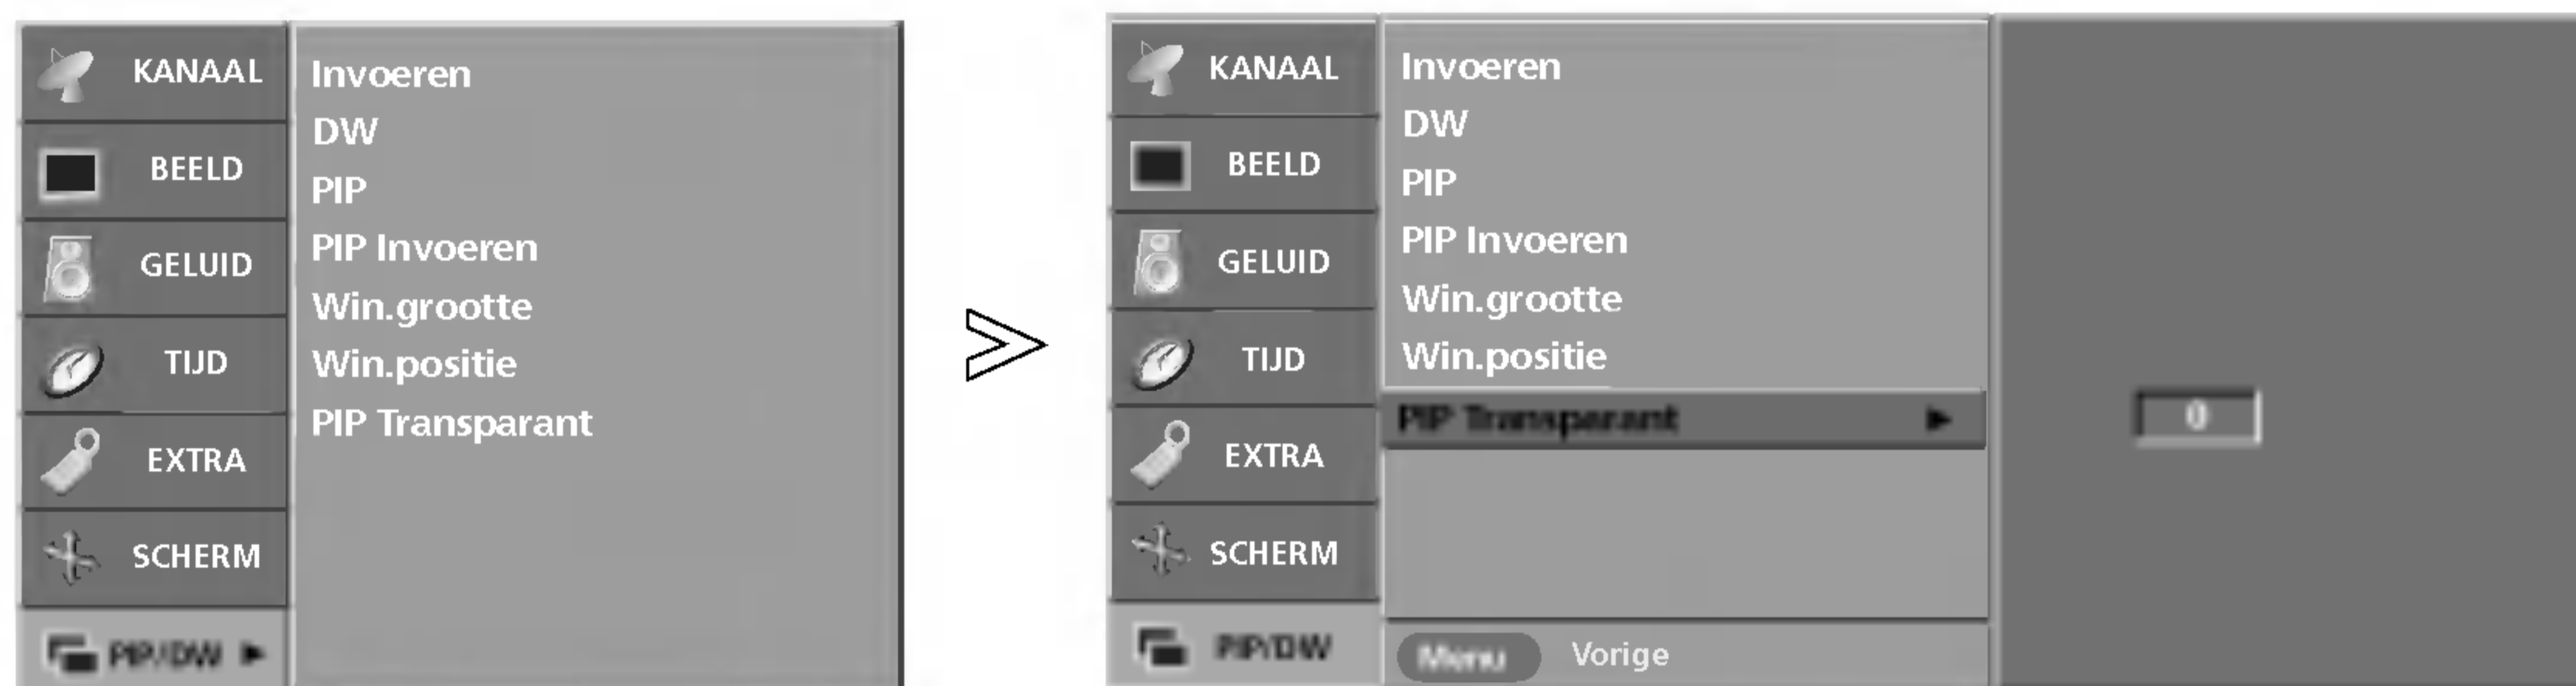 KANAAL
BEELD
GELUID
TIJD
EXTRA
SCHERM
PIP/DW
Invoeren
DW
PIP
PIP Invoeren
Win.grootte
Win.positie
PIP Transparant
KANAAL
BEELD
GELUID
TIJD
EXTRA
SCHERM
PIP/DW
Invoeren
DW
PIP
PIP Invoeren
Win.grootte
Win.positie
PIP Transparant
Menu Vorige
0